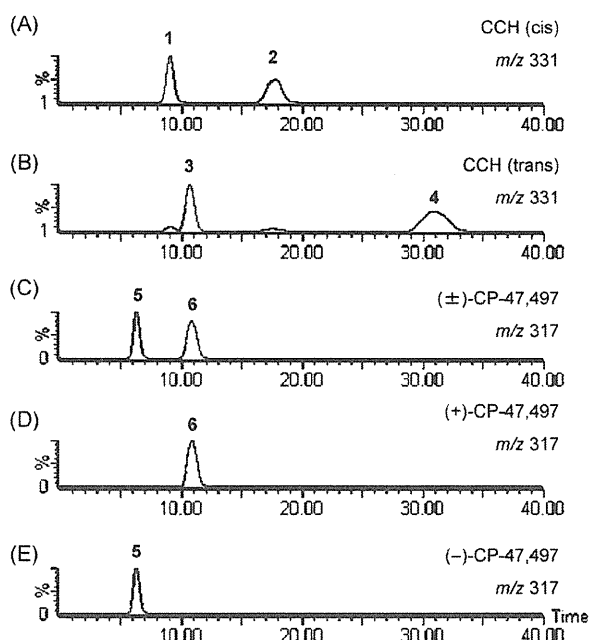 (A)
CCH (cis)
m/z 331
1 2
%
1
10.00 20.00 30.00 40.00
(B)
CCH (trans)
m/z 331
3 4
%
1
10.00 20.00 30.00 40.00
(C)
(±)-CP-47,497
m/z 317
5 6
%
0
10.00 20.00 30.00 40.00
(D)
(+)-CP-47,497
m/z 317
6
%
0
10.00 20.00 30.00 40.00
(E)
(−)-CP-47,497
m/z 317
5
%
0
Time
10.00 20.00 30.00 40.00